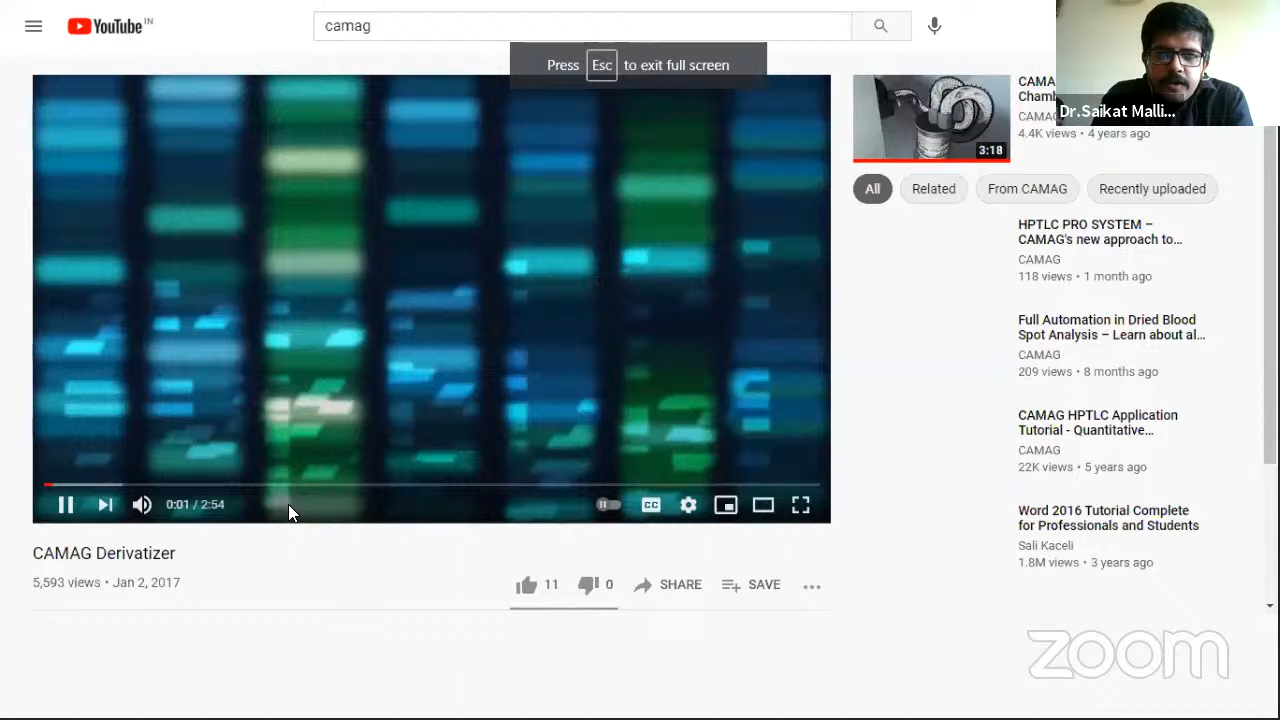 YouTube IN
camag
Press Esc to exit full screen
Dr.Saikat Malli...
CAMA
Chamb
CAMAG
4.4K views • 4 years ago
3:18
All
Related
From CAMAG
Recently uploaded
HPTLC PRO SYSTEM –
CAMAG's new approach to...
CAMAG
118 views • 1 month ago
Full Automation in Dried Blood
Spot Analysis – Learn about al...
CAMAG
209 views • 8 months ago
CAMAG HPTLC Application
Tutorial - Quantitative...
CAMAG
22K views • 5 years ago
Word 2016 Tutorial Complete
for Professionals and Students
Sali Kaceli
1.8M views • 3 years ago
0:01 / 2:54
CC
CAMAG Derivatizer
5,593 views • Jan 2, 2017
11
0
SHARE
SAVE
zoom